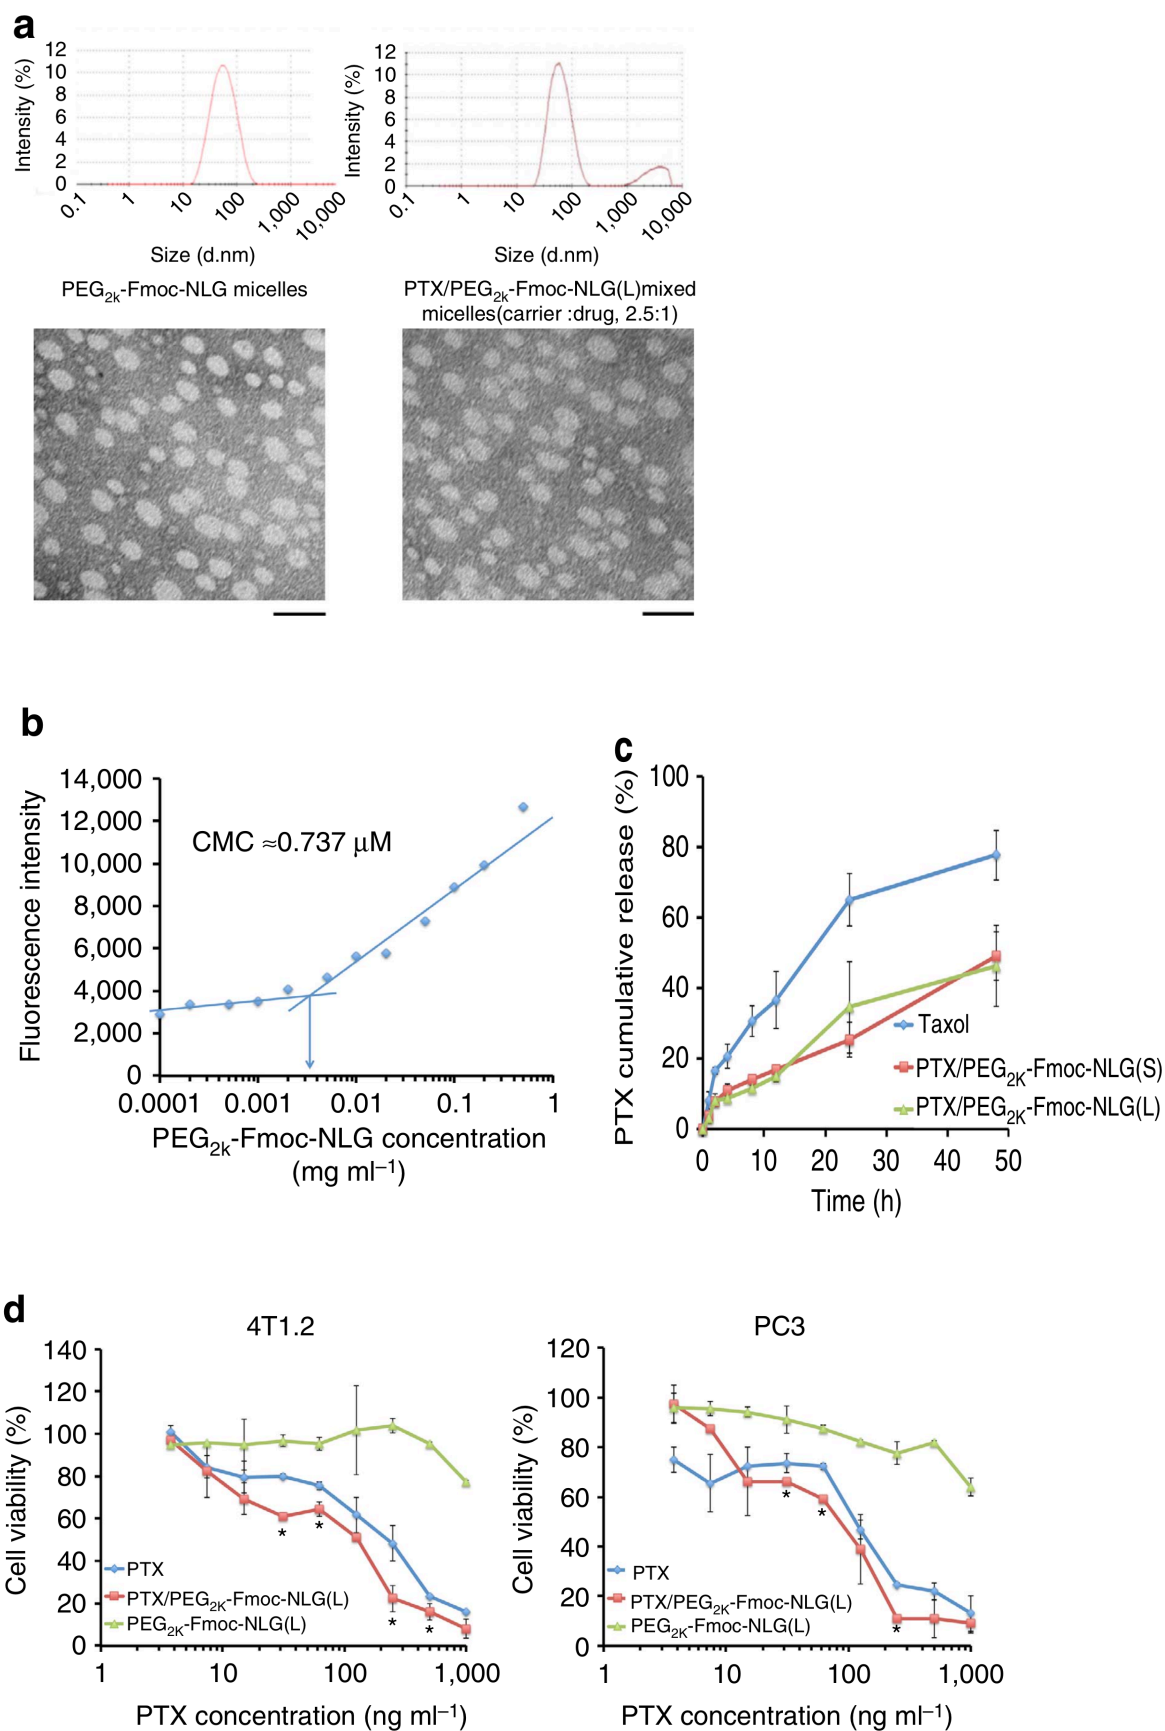 a
Intensity (%)
12
10
8
6
4
2
0
0.1
1
10
100
1,000
10,000
Size (d.nm)
PEG2k-Fmoc-NLG micelles
Intensity (%)
12
10
8
6
4
2
0
0.1
1
10
100
1,000
10,000
Size (d.nm)
PTX/PEG2k-Fmoc-NLG(L)mixed
micelles(carrier :drug, 2.5:1)
b
Fluorescence intensity
14,000
12,000
10,000
8,000
6,000
4,000
2,000
0
CMC ≈0.737 μM
0.0001 0.001 0.01 0.1 1
PEG2k-Fmoc-NLG concentration
(mg ml–1)
c
PTX cumulative release (%)
100
80
60
40
20
0
Taxol
PTX/PEG2K-Fmoc-NLG(S)
PTX/PEG2K-Fmoc-NLG(L)
0 10 20 30 40 50
Time (h)
d
4T1.2
Cell viability (%)
140
120
100
80
60
40
20
0
* * * *
PTX
PTX/PEG2K-Fmoc-NLG(L)
PEG2K-Fmoc-NLG(L)
1 10 100 1,000
PTX concentration (ng ml–1)
PC3
Cell viability (%)
120
100
80
60
40
20
0
* * *
PTX
PTX/PEG2K-Fmoc-NLG(L)
PEG2K-Fmoc-NLG(L)
1 10 100 1,000
PTX concentration (ng ml–1)